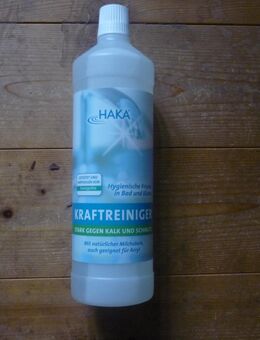 HAKA
Hygienische Frische
in Bad und
KRAFTREINIGER
STARK GEGEN KALK UND SCHMUTZ
Mit natürlicher Milchsäure,
auch geeignet für Acryl